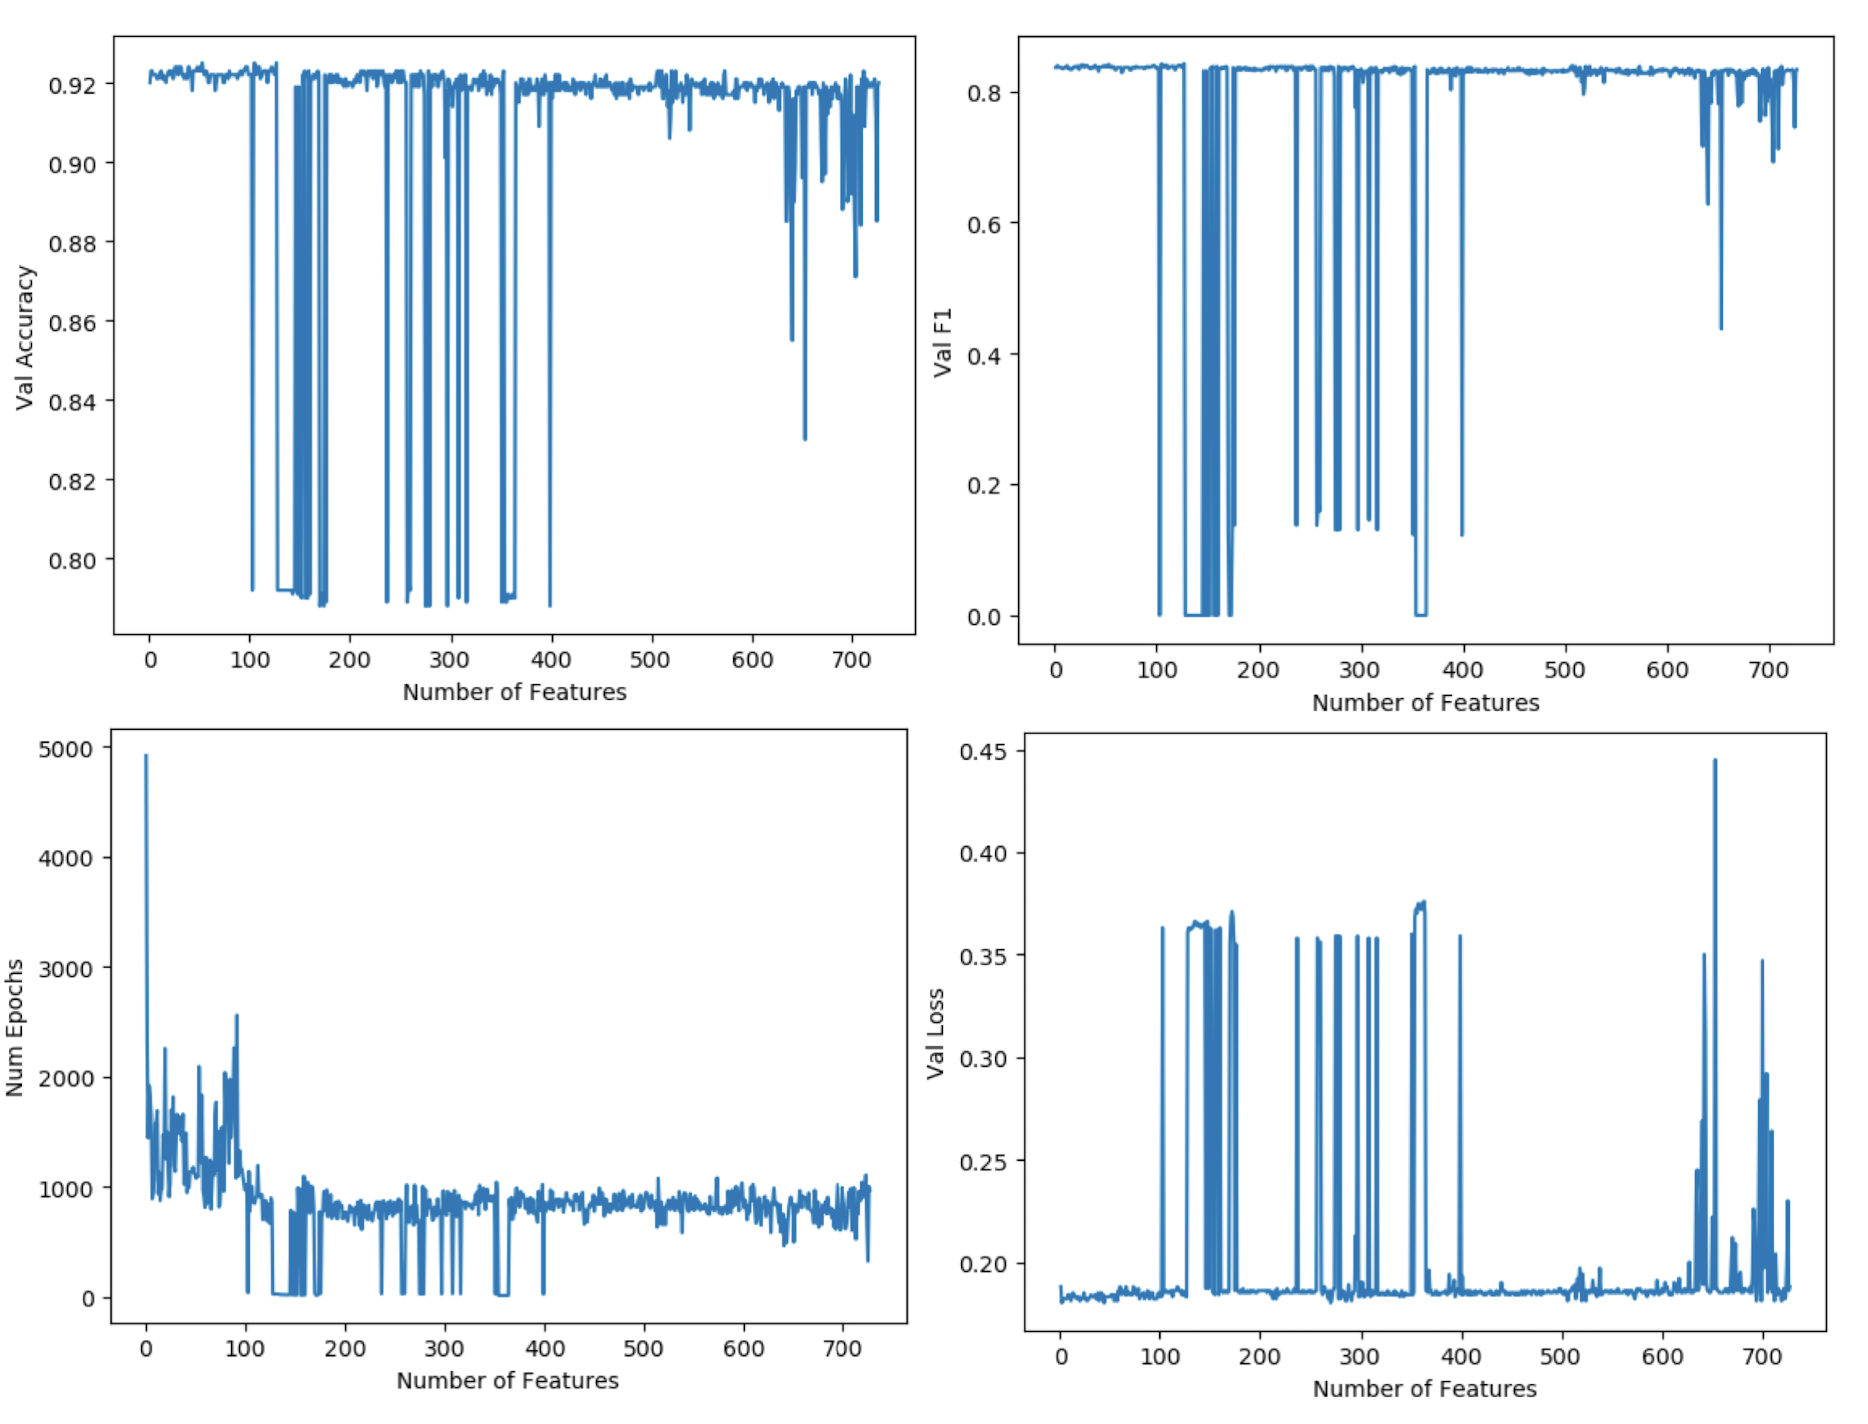 0.92
0.90
0.88
0.86
0.84
0.82
0.80
Val Accuracy
0 100 200 300 400 500 600 700
Number of Features
0.8
0.6
0.4
0.2
0.0
Val F1
0 100 200 300 400 500 600 700
Number of Features
5000
4000
3000
2000
1000
0
Num Epochs
0 100 200 300 400 500 600 700
Number of Features
0.45
0.40
0.35
0.30
0.25
0.20
Val Loss
0 100 200 300 400 500 600 700
Number of Features